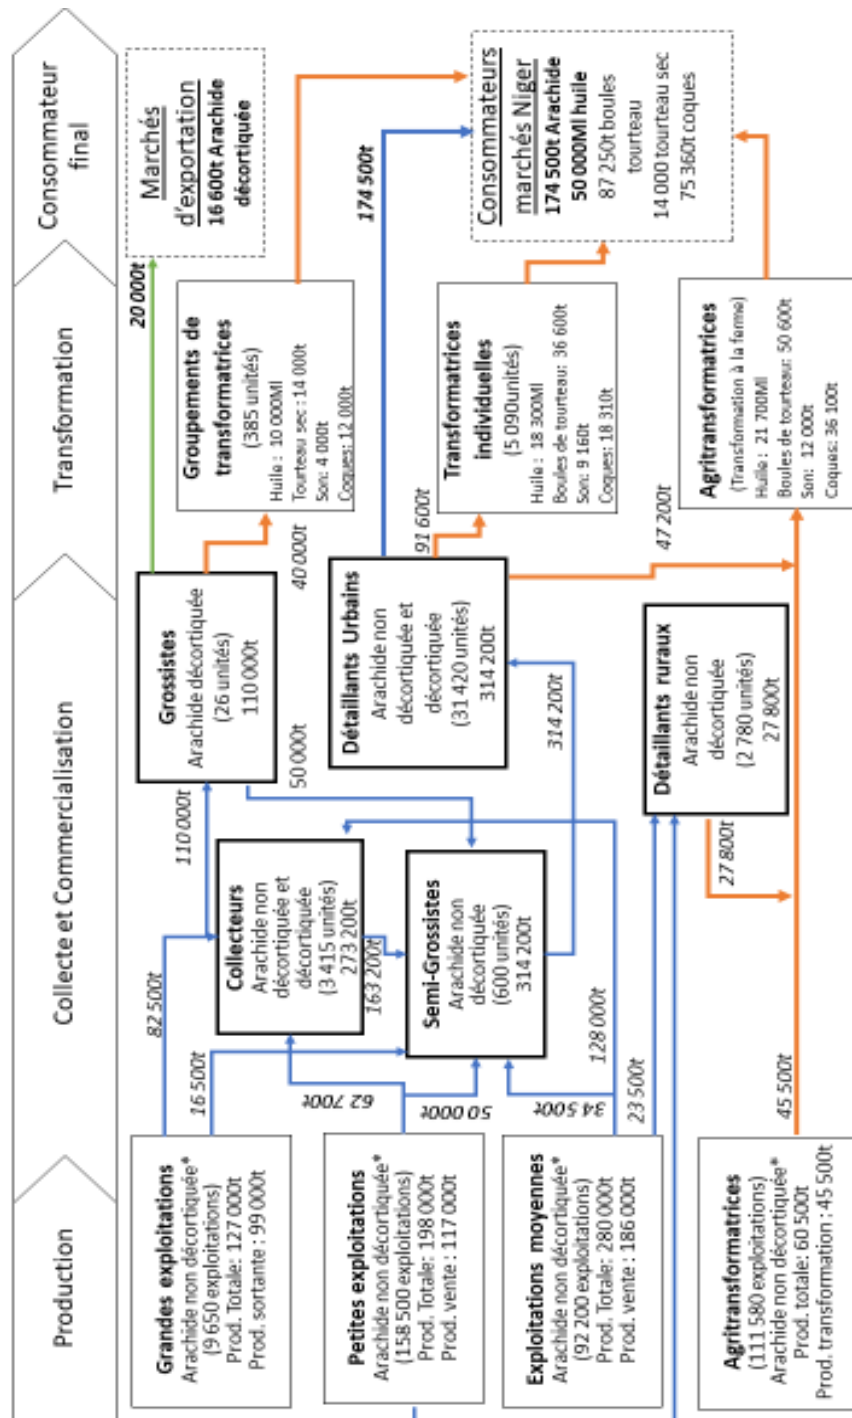 Production
Collecte et Commercialisation
Transformation
Consommateur
final
Grandes exploitations
Arachide non décortiquée*
(9 650 exploitations)
Prod. Totale: 127 000t
Prod. sortante : 99 000t
Petites exploitations
Arachide non décortiquée*
(158 500 exploitations)
Prod. Totale: 198 000t
Prod. vente : 117 000t
Exploitations moyennes
Arachide non décortiquée*
(92 200 exploitations)
Prod. Totale: 280 000t
Prod. vente : 186 000t
Agritransformatrices
(111 580 exploitations)
Arachide non décortiquée*
Prod. totale: 60 500t
Prod. transformation : 45 500t
82 500t
16 500t
62 700t
50 000t
34 500t
128 000t
23 500t
45 500t
Collecteurs
Arachide non
décortiquée et
décortiquée
(3 415 unités)
273 200t
163 200t
Semi-Grossistes
Arachide non
décortiquée
(600 unités)
314 200t
110 000t
50 000t
314 200t
27 800t
Grossistes
Arachide décortiquée
(26 unités)
110 000t
Détaillants Urbains
Arachide non
décortiquée et
décortiquée
(31 420 unités)
314 200t
Détaillants ruraux
Arachide non
décortiquée
(2 780 unités)
27 800t
40 000t
91 600t
47 200t
20 000t
174 500t
Groupements de
transformatrices
(385 unités)
Huile : 10 000Ml
Tourteau sec : 14 000t
Son: 4 000t
Coques: 12 000t
Transformatrices
individuelles
(5 090unités)
Huile : 18 300Ml
Boules de tourteau: 36 600t
Son: 9 160t
Coques: 18 310t
Agritransformatrices
(Transformation à la ferme)
Huile : 21 700Ml
Boules de tourteau: 50 600t
Son: 12 000t
Coques: 36 100t
Marchés
d'exportation
16 600t Arachide
décortiquée
Consommateurs
marchés Niger
174 500t Arachide
50 000Ml huile
87 250t boules
tourteau
14 000 tourteau sec
75 360t coques